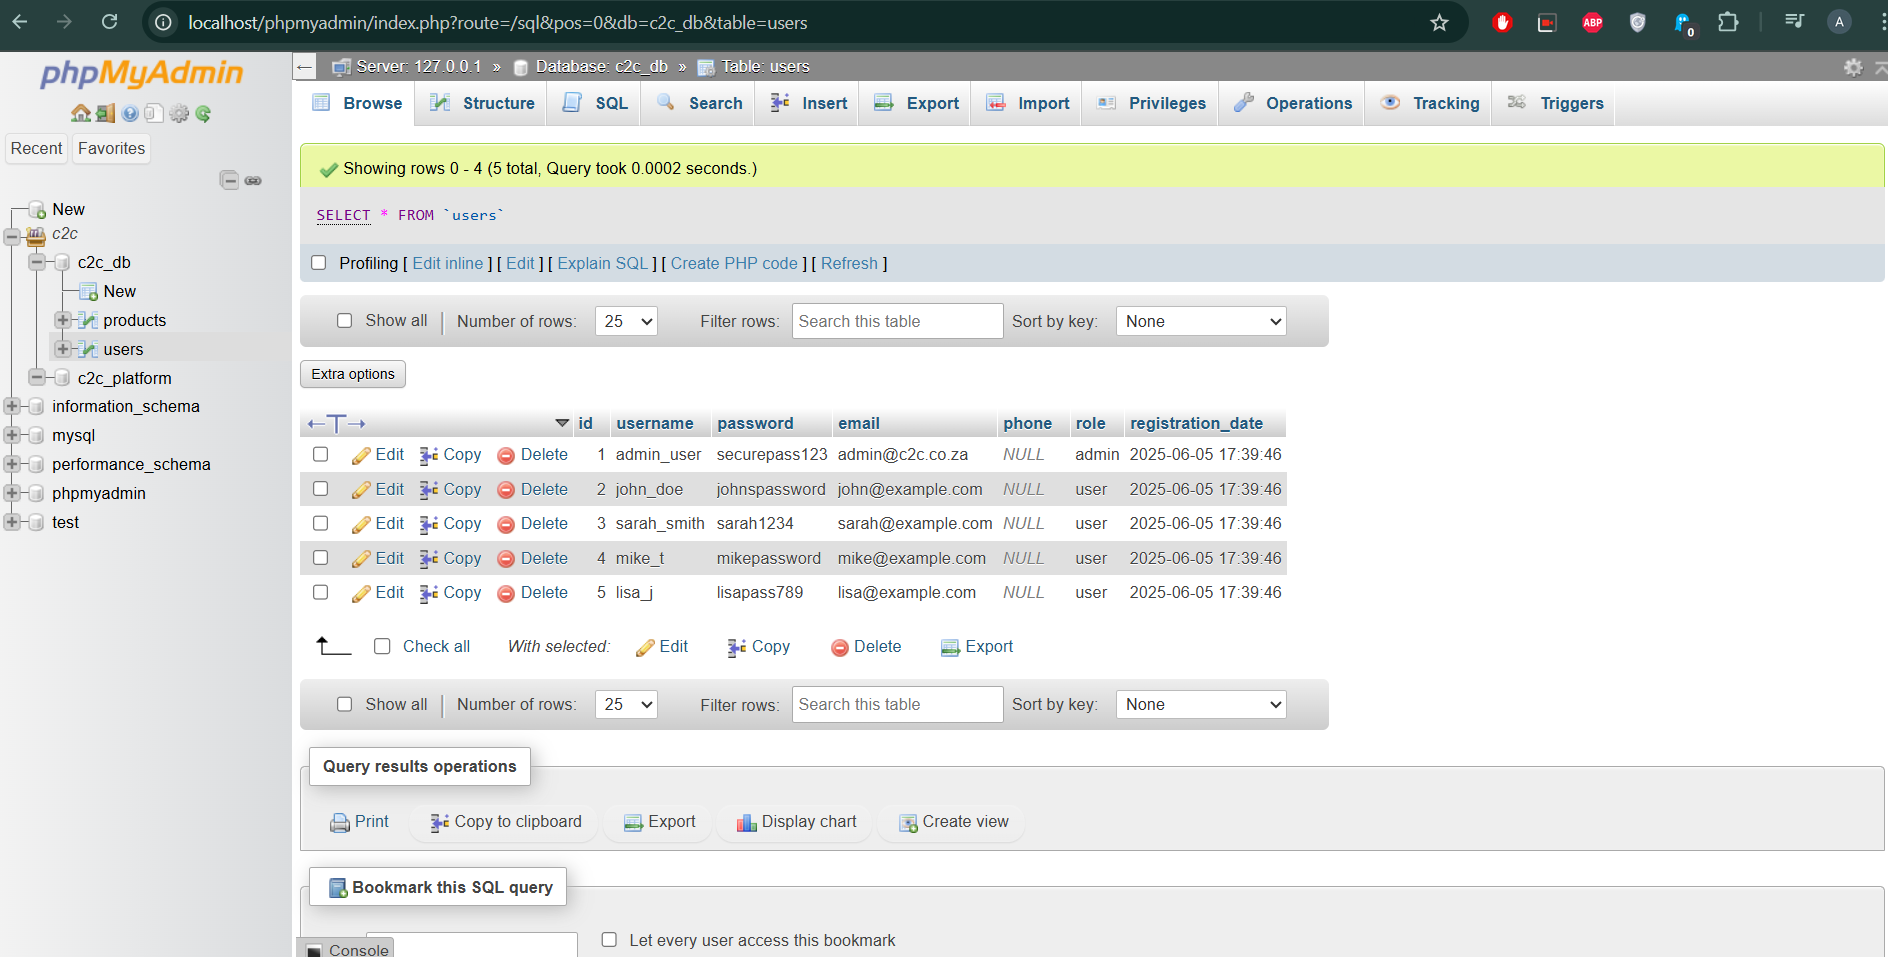 localhost/phpmyadmin/index.php?route=/sql&pos=0&db=c2c_db&table=users
ABP
0
A
phpMyAdmin
Recent Favorites
New
c2c
c2c_db
New
products
users
c2c_platform
information_schema
mysql
performance_schema
phpmyadmin
test
Server: 127.0.0.1 » Database: c2c_db » Table: users
Browse Structure SQL Search Insert Export Import Privileges Operations Tracking Triggers
Showing rows 0 - 4 (5 total, Query took 0.0002 seconds.)
SELECT * FROM `users`
Profiling [ Edit inline ] [ Edit ] [ Explain SQL ] [ Create PHP code ] [ Refresh ]
Show all Number of rows: 25 Filter rows: Search this table Sort by key: None
Extra options
←T→ id username password email phone role registration_date
Edit Copy Delete 1 admin_user securepass123 admin@c2c.co.za NULL admin 2025-06-05 17:39:46
Edit Copy Delete 2 john_doe johnspassword john@example.com NULL user 2025-06-05 17:39:46
Edit Copy Delete 3 sarah_smith sarah1234 sarah@example.com NULL user 2025-06-05 17:39:46
Edit Copy Delete 4 mike_t mikepassword mike@example.com NULL user 2025-06-05 17:39:46
Edit Copy Delete 5 lisa_j lisapass789 lisa@example.com NULL user 2025-06-05 17:39:46
Check all With selected: Edit Copy Delete Export
Show all Number of rows: 25 Filter rows: Search this table Sort by key: None
Query results operations
Print Copy to clipboard Export Display chart Create view
Bookmark this SQL query
Let every user access this bookmark
Console